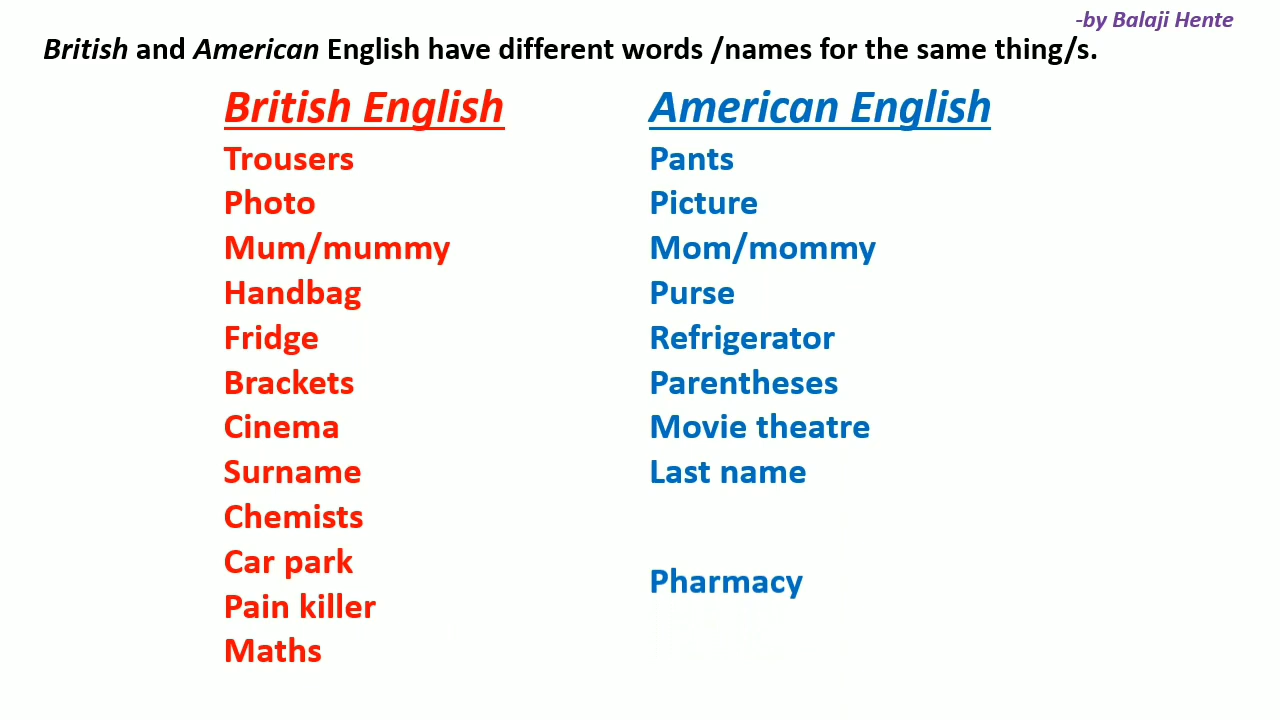 -by Balaji Hente
British and American English have different words /names for the same thing/s.
British English American English
Trousers Pants
Photo Picture
Mum/mummy Mom/mommy
Handbag Purse
Fridge Refrigerator
Brackets Parentheses
Cinema Movie theatre
Surname Last name
Chemists
Car park
Pharmacy
Pain killer
Maths